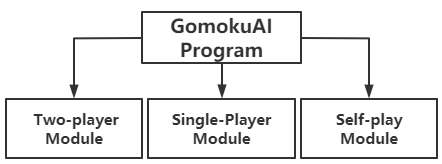 GomokuAI
Program
Two-player
Module
Single-Player
Module
Self-play
Module